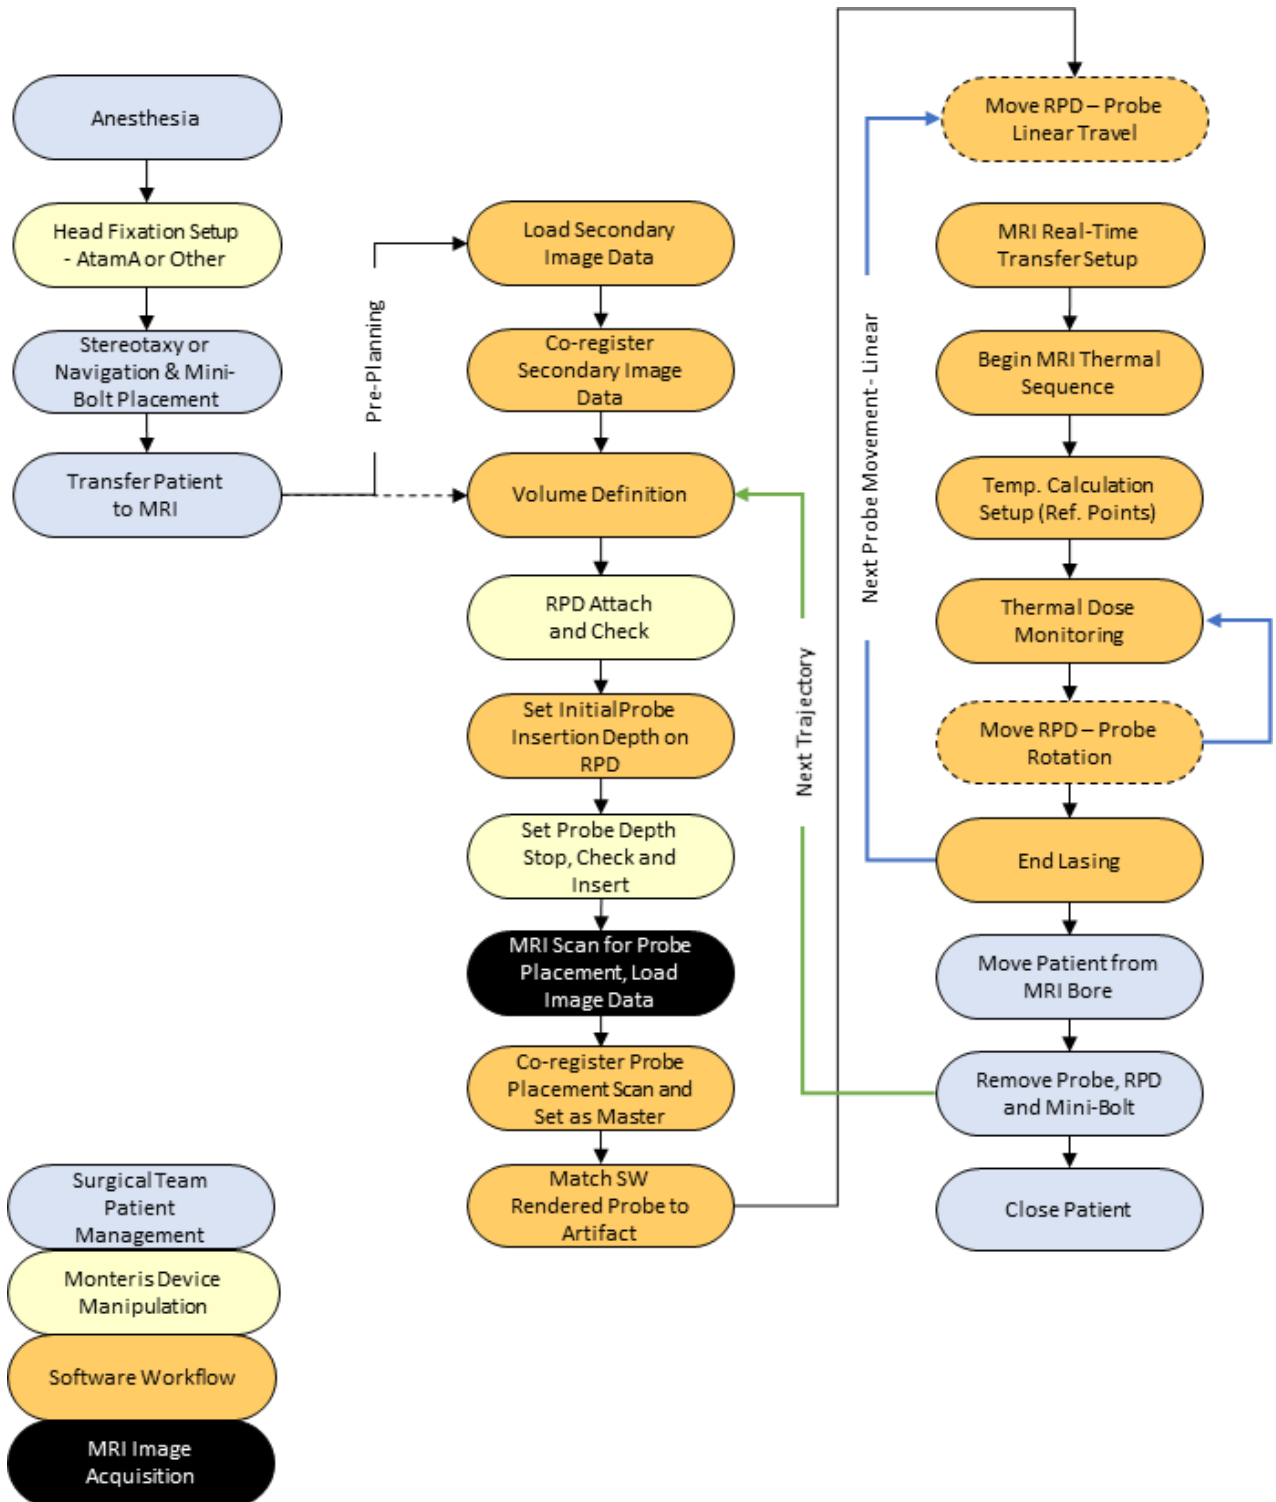 Anesthesia
Head Fixation Setup
- AtamA or Other
Stereotaxy or
Navigation & Mini-
Bolt Placement
Transfer Patient
to MRI
Pre-Planning
Load Secondary
Image Data
Co-register
Secondary Image
Data
Volume Definition
RPD Attach
and Check
Set Initial Probe
Insertion Depth on
RPD
Set Probe Depth
Stop, Check and
Insert
MRI Scan for Probe
Placement, Load
Image Data
Co-register Probe
Placement Scan and
Set as Master
Match SW
Rendered Probe to
Artifact
Next Trajectory
Next Probe Movement - Linear
Move RPD – Probe
Linear Travel
MRI Real-Time
Transfer Setup
Begin MRI Thermal
Sequence
Temp. Calculation
Setup (Ref. Points)
Thermal Dose
Monitoring
Move RPD – Probe
Rotation
End Lasing
Move Patient from
MRI Bore
Remove Probe, RPD
and Mini-Bolt
Close Patient
Surgical Team
Patient
Management
Monteris Device
Manipulation
Software Workflow
MRI Image
Acquisition